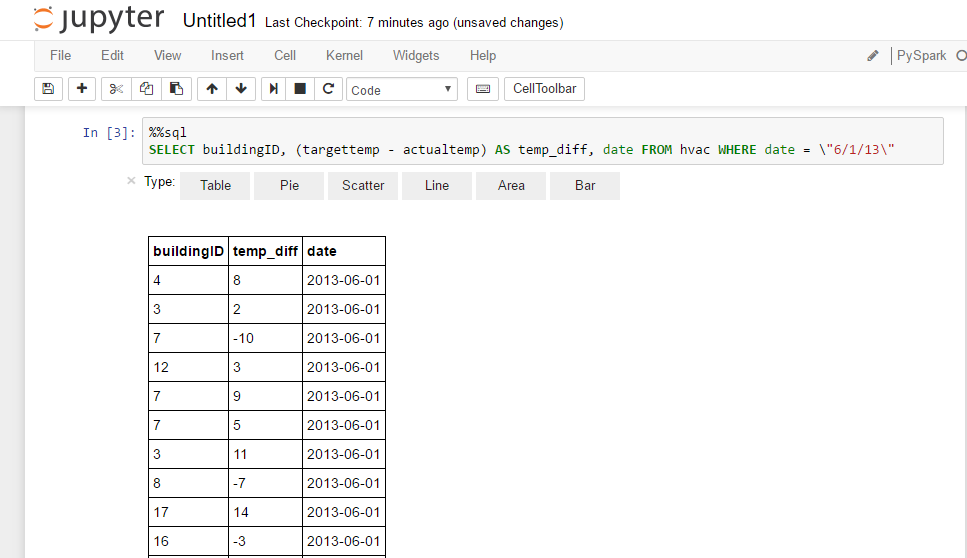 jupyter Untitled1 Last Checkpoint: 7 minutes ago (unsaved changes)
File Edit View Insert Cell Kernel Widgets Help PySpark
Code CellToolbar
In [3]: %%sql
SELECT buildingID, (targettemp - actualtemp) AS temp_diff, date FROM hvac WHERE date = \"6/1/13\"
× Type: Table Pie Scatter Line Area Bar
buildingID temp_diff date
4 8 2013-06-01
3 2 2013-06-01
7 -10 2013-06-01
12 3 2013-06-01
7 9 2013-06-01
7 5 2013-06-01
3 11 2013-06-01
8 -7 2013-06-01
17 14 2013-06-01
16 -3 2013-06-01